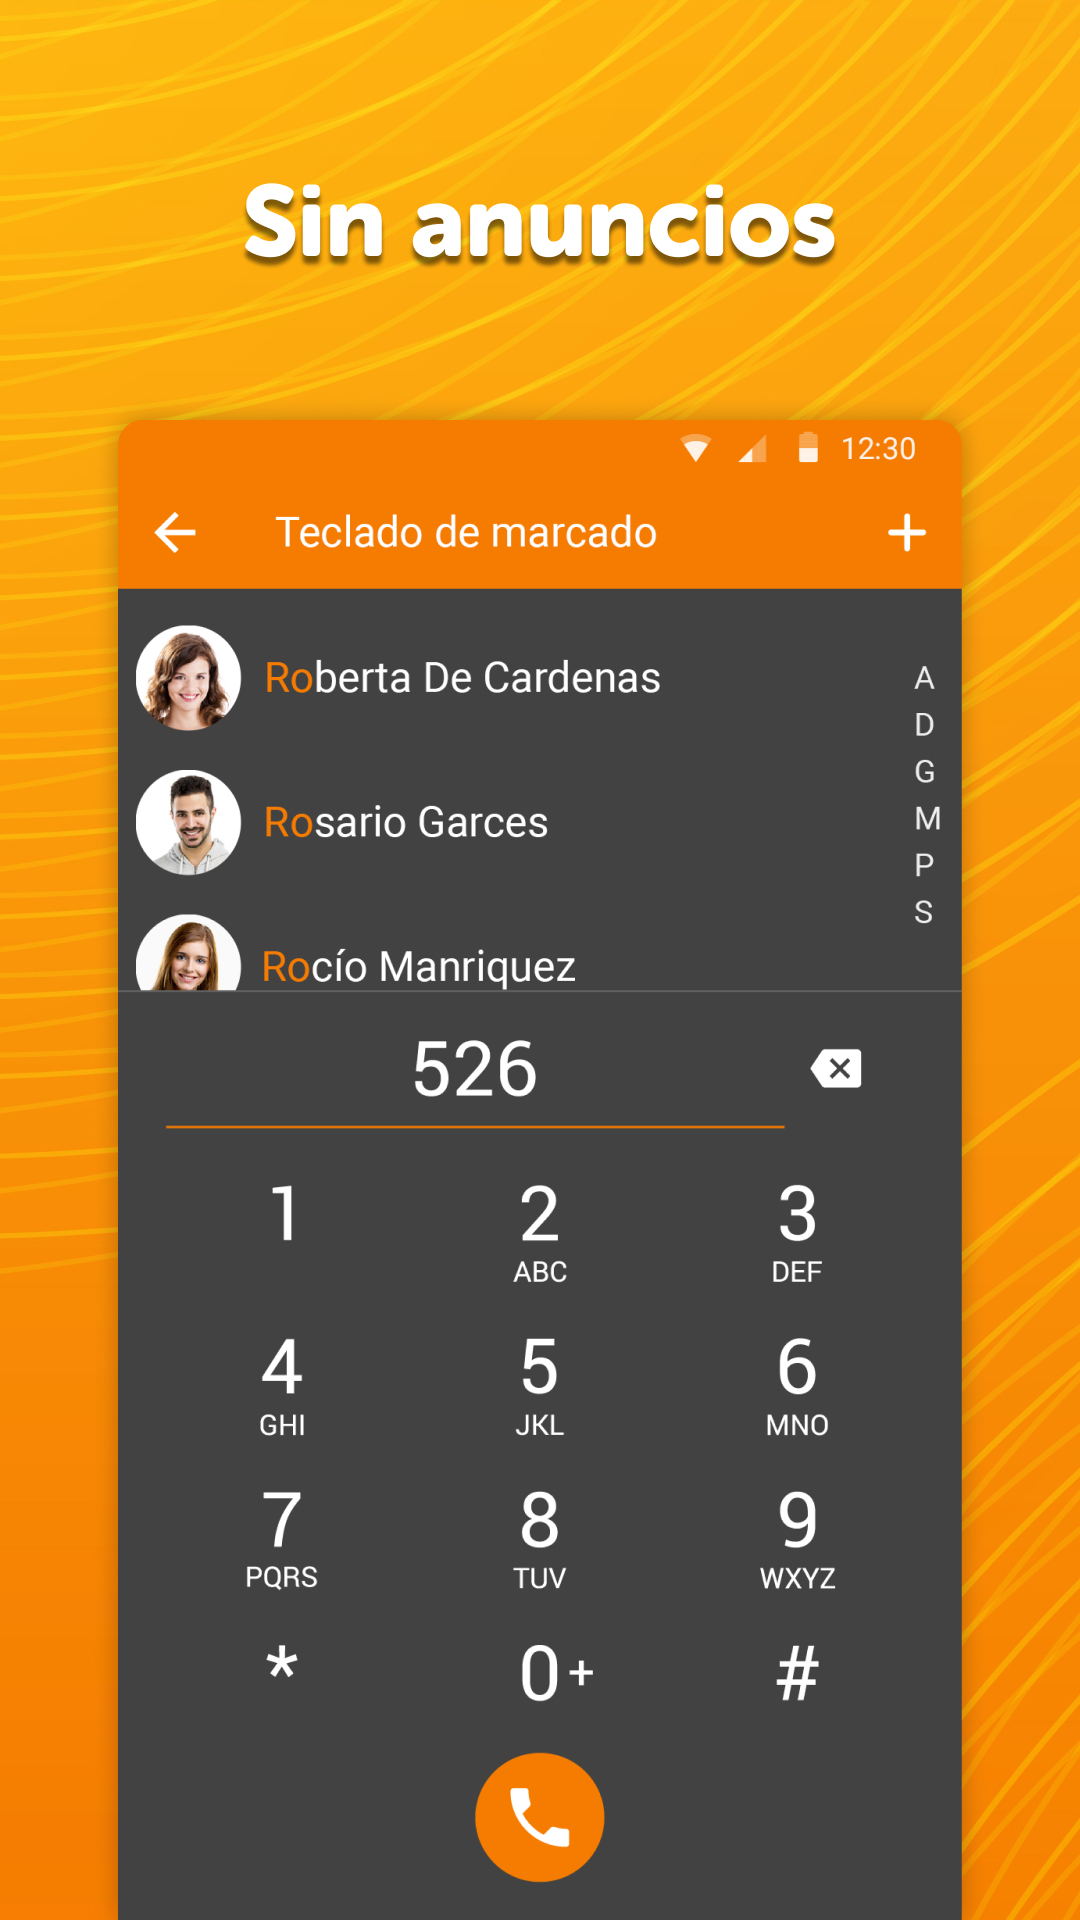 Sin anuncios
12:30
Teclado de marcado
+
Roberta De Cardenas
A
D
G
Rosario Garces
M
P
S
Rocío Manriquez
526
1 2 3
ABC DEF
4 5 6
GHI JKL MNO
7 8 9
PQRS TUV WXYZ
* 0+ #